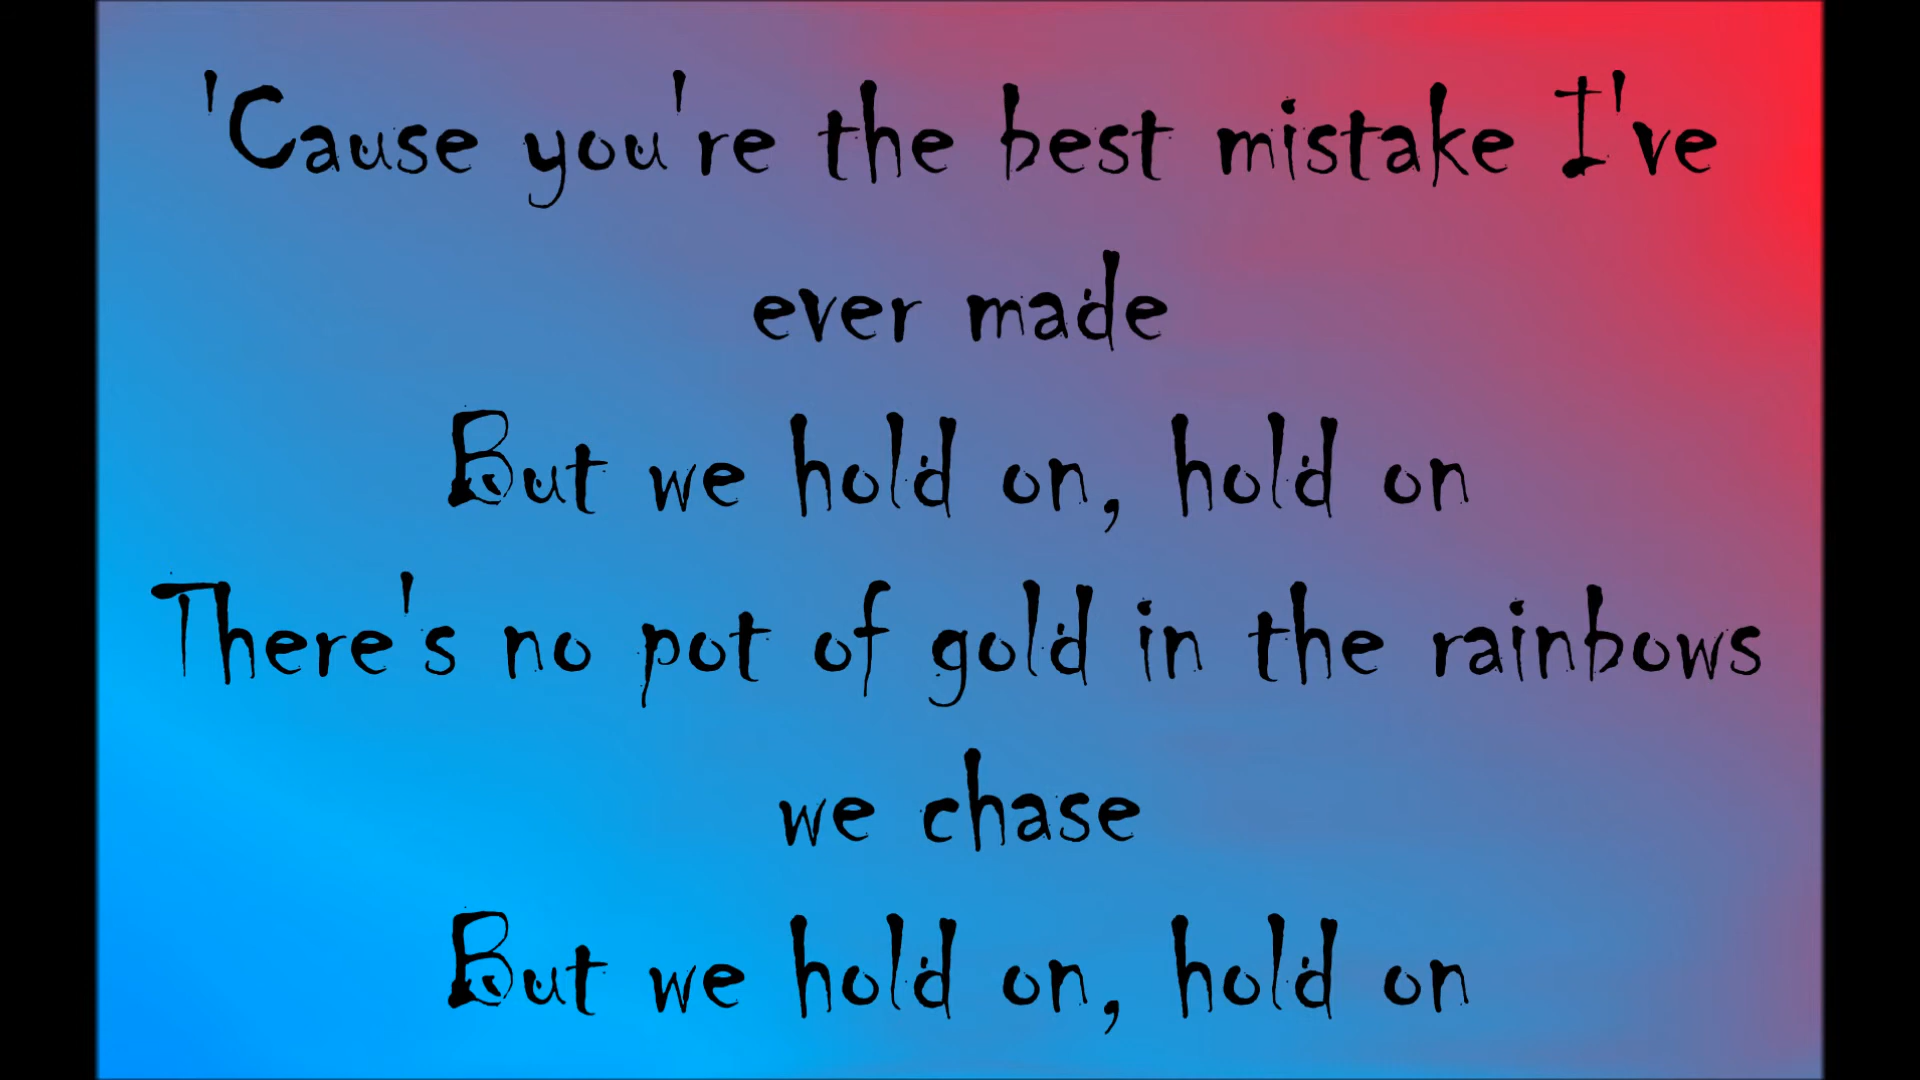 'Cause you're the best mistake I've
ever made
But we hold on, hold on
There's no pot of gold in the rainbows
we chase
But we hold on, hold on